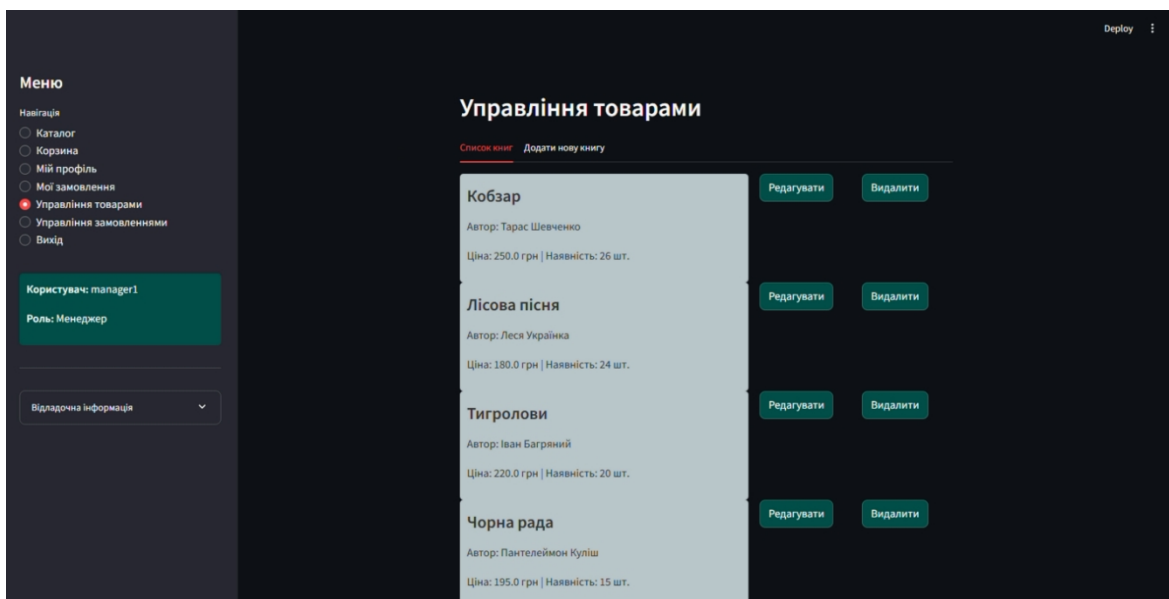 Deploy
Меню
Навігація
Каталог
Корзина
Мій профіль
Мої замовлення
Управління товарами
Управління замовленнями
Вихід
Користувач: manager1
Роль: Менеджер
Відладочна інформація
Управління товарами
Список книг Додати нову книгу
Кобзар
Автор: Тарас Шевченко
Ціна: 250.0 грн | Наявність: 26 шт.
Редагувати Видалити
Лісова пісня
Автор: Леся Українка
Ціна: 180.0 грн | Наявність: 24 шт.
Редагувати Видалити
Тигролови
Автор: Іван Багряний
Ціна: 220.0 грн | Наявність: 20 шт.
Редагувати Видалити
Чорна рада
Автор: Пантелеймон Куліш
Ціна: 195.0 грн | Наявність: 15 шт.
Редагувати Видалити